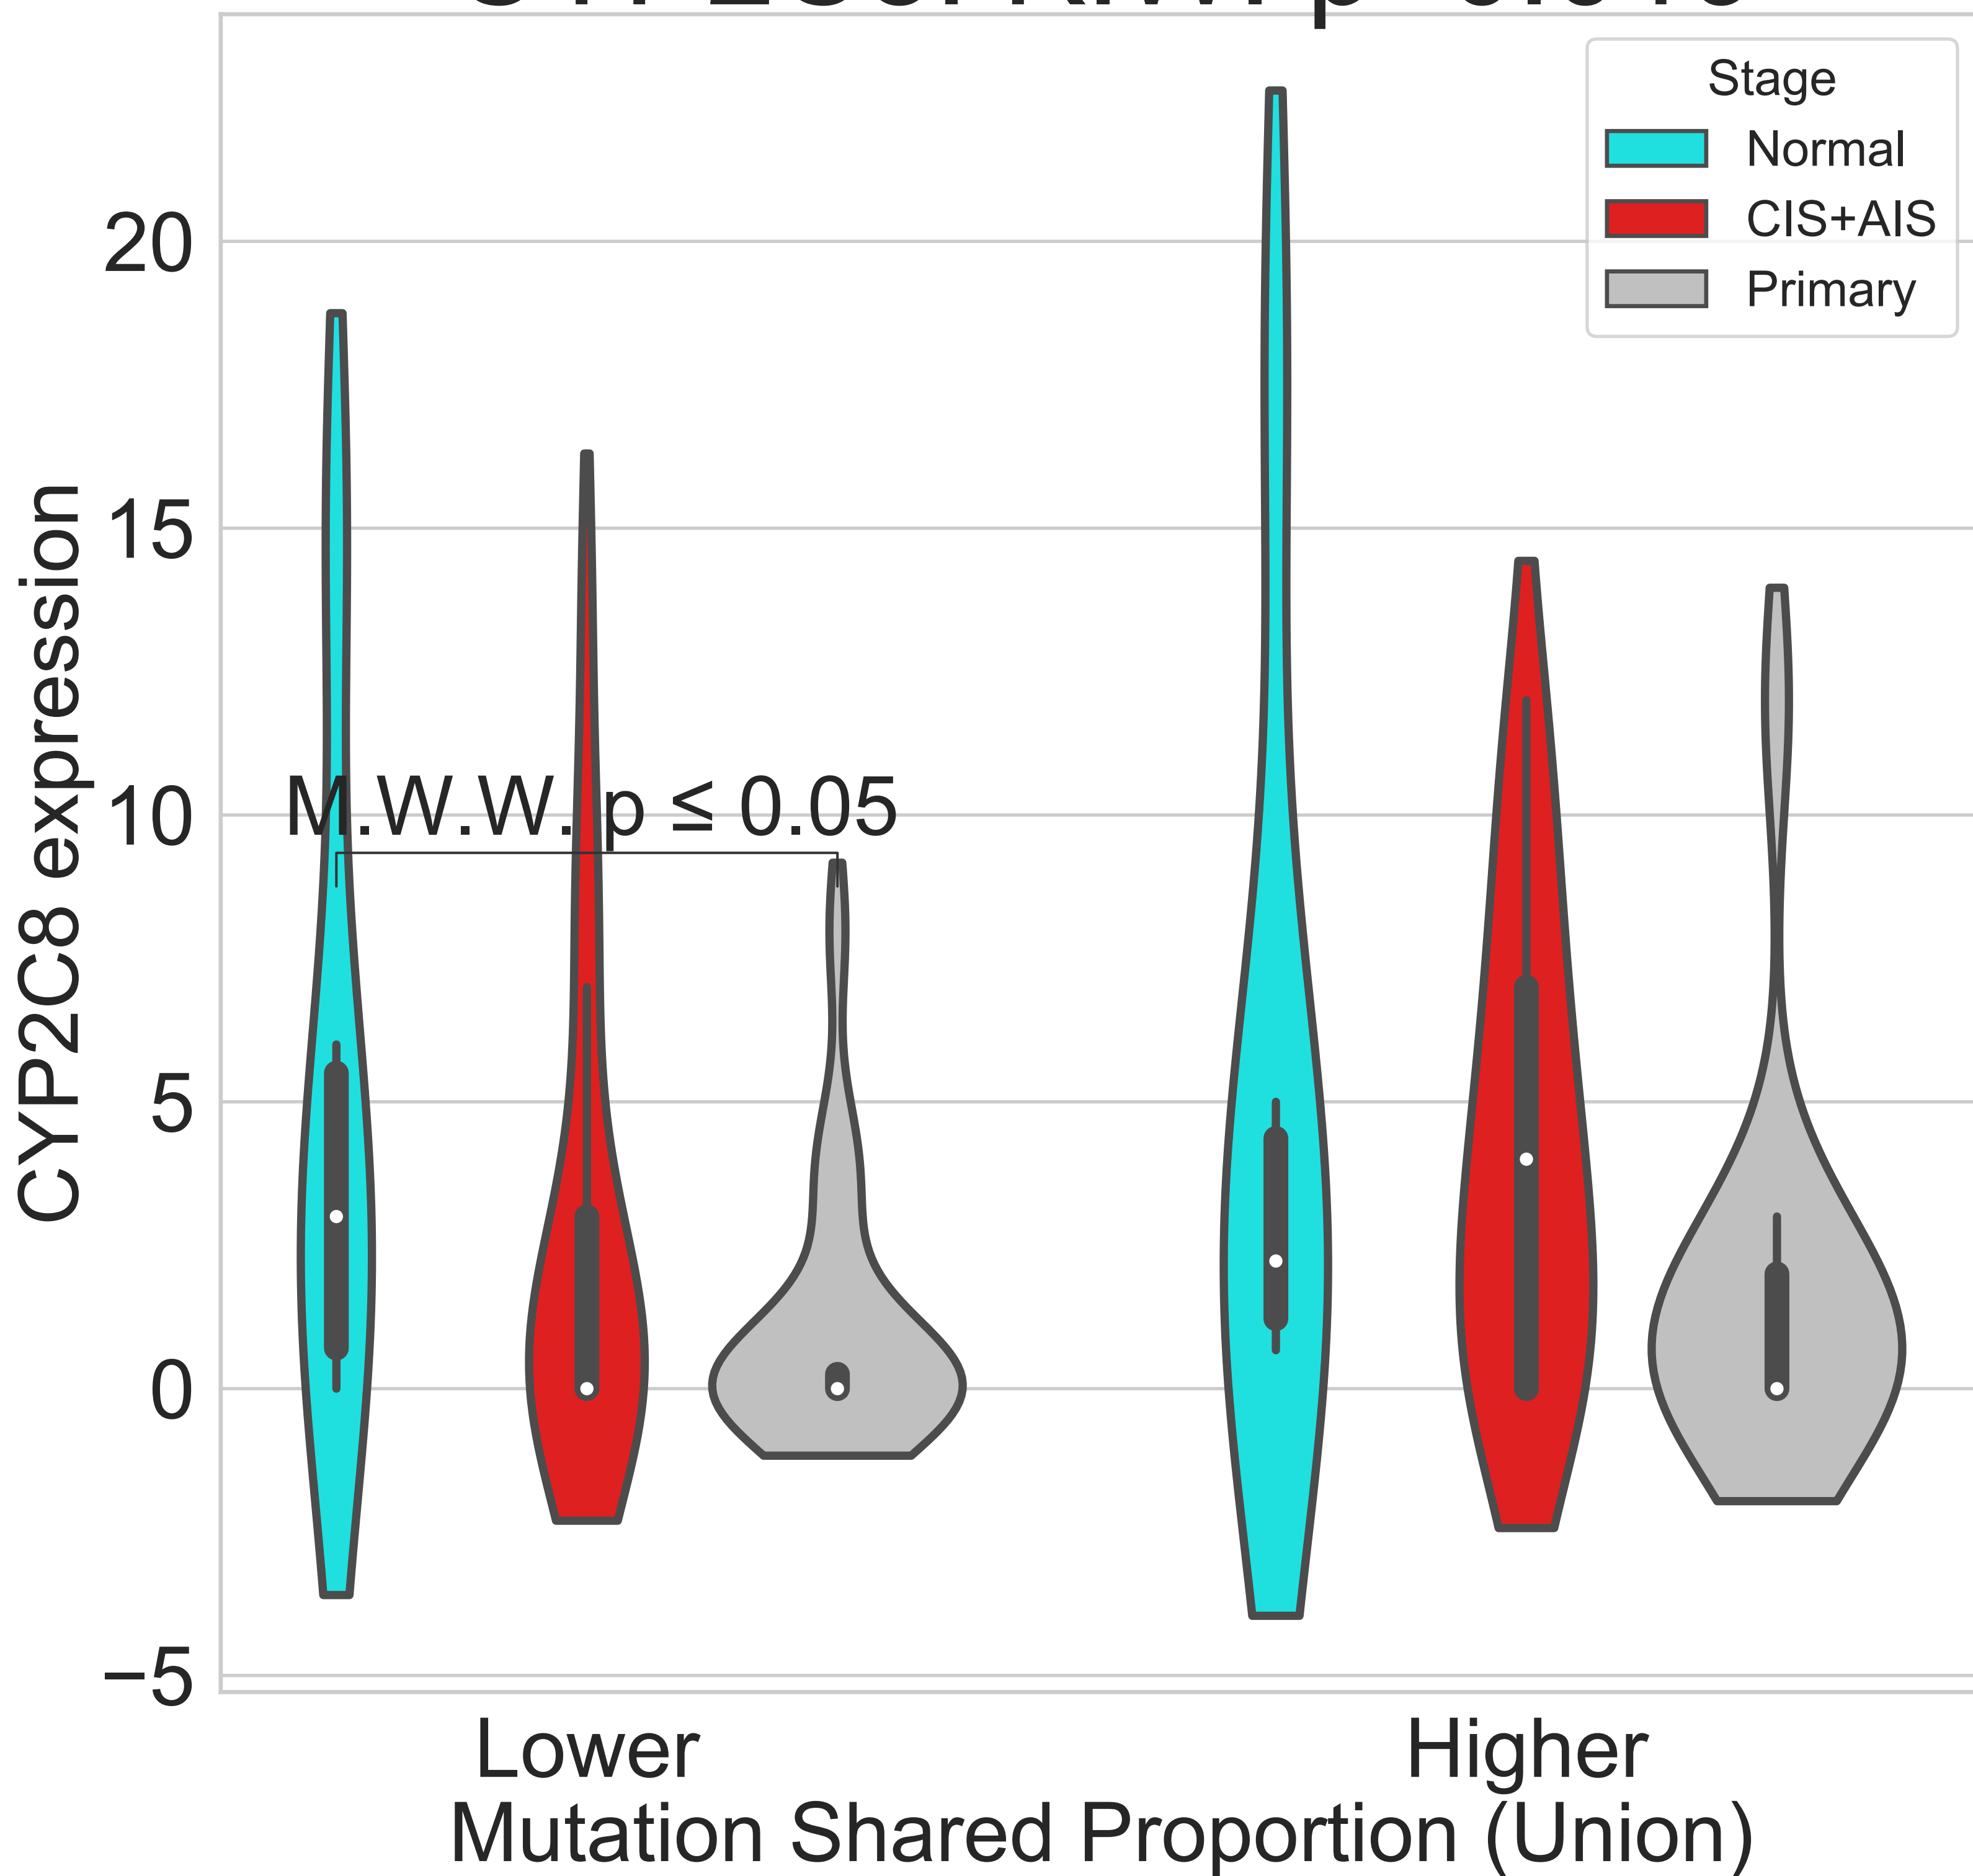 Stage
Normal
CIS+AIS
Primary
20
15
10
5
0
−5
CYP2C8 expression
M.W.W. p ≤ 0.05
Lower
Higher
Mutation Shared Proportion (Union)